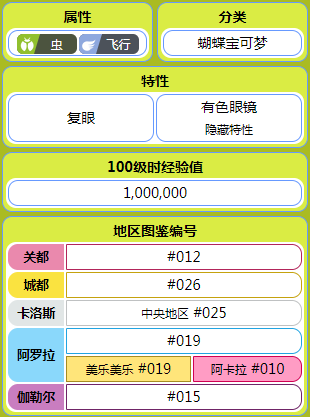 属性 分类
虫 飞行 蝴蝶宝可梦
特性
复眼 有色眼镜
隐藏特性
100级时经验值
1,000,000
地区图鉴编号
关都 #012
城都 #026
卡洛斯 中央地区 #025
阿罗拉 #019
美乐美乐 #019 阿卡拉 #010
伽勒尔 #015